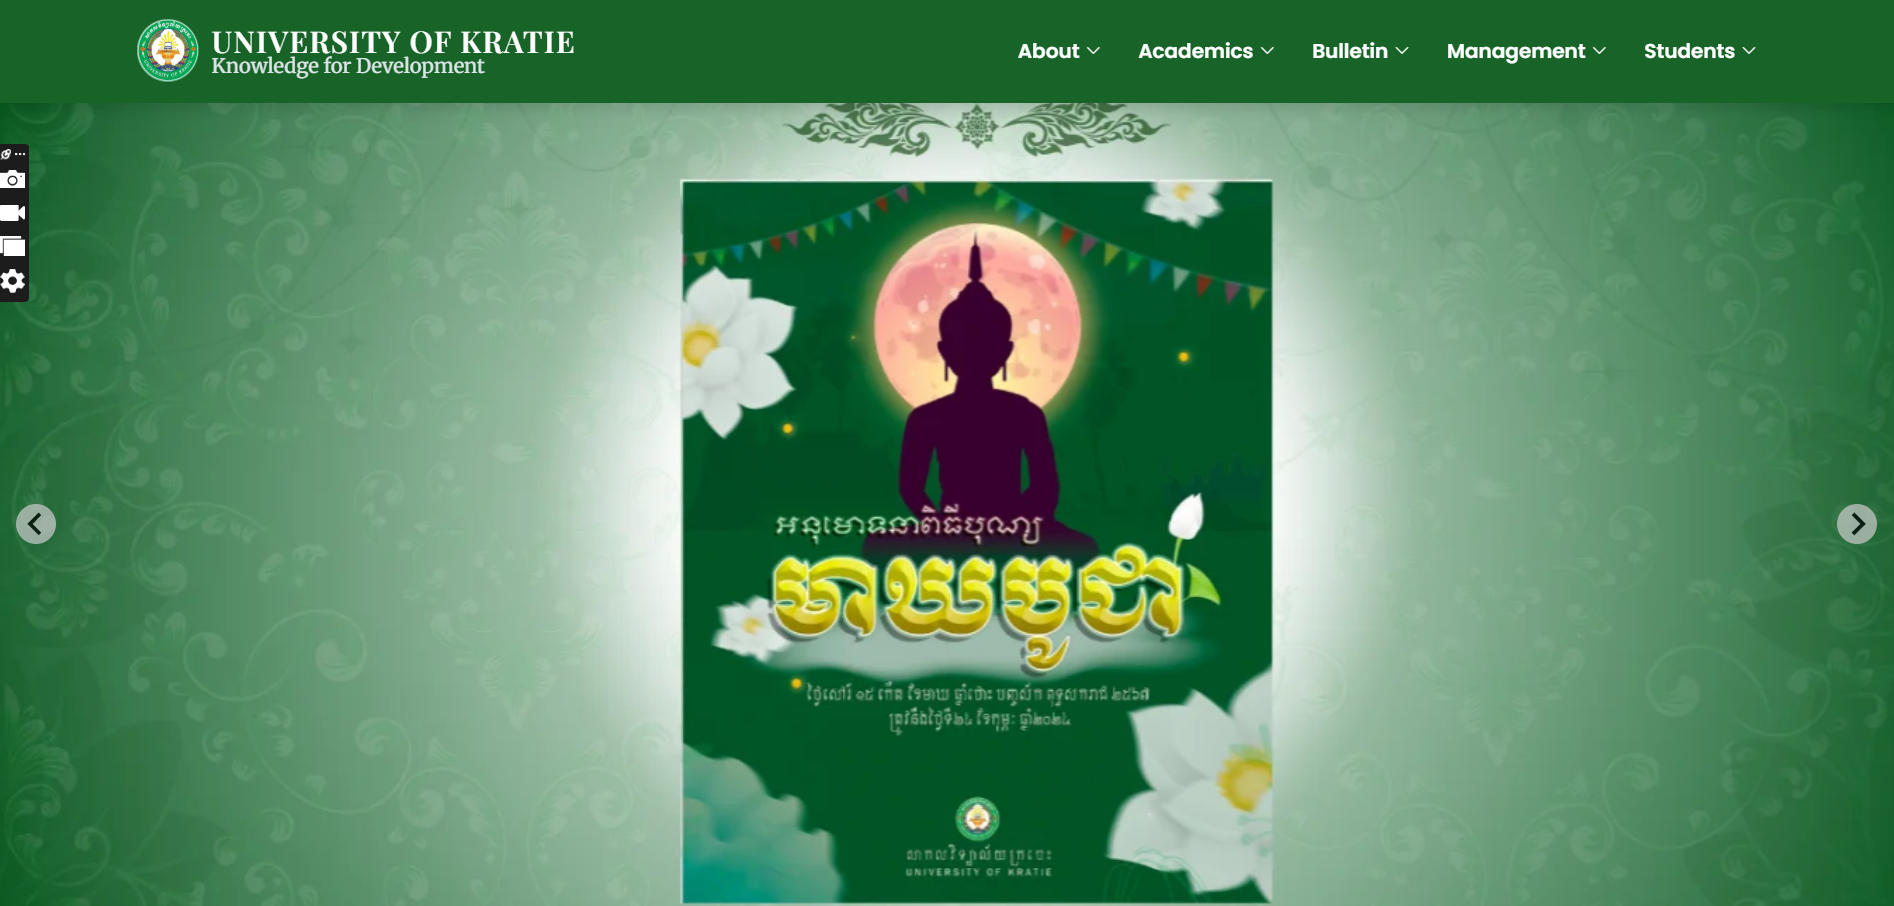 UNIVERSITY OF KRATIE
Knowledge for Development
About
Academics
Bulletin
Management
Students
អនុមោទនាពិធីបុណ្យ
មាឃបូជា
ថ្ងៃសៅរ៍ ១៥ កើត ខែមាឃ ឆ្នាំថោះ បញ្ចស័ក ពុទ្ធសករាជ ២៥៦៧
ត្រូវនឹងថ្ងៃទី២៤ ខែកុម្ភៈ ឆ្នាំ២០២៤
សាកលវិទ្យាល័យក្រចេះ
UNIVERSITY OF KRATIE